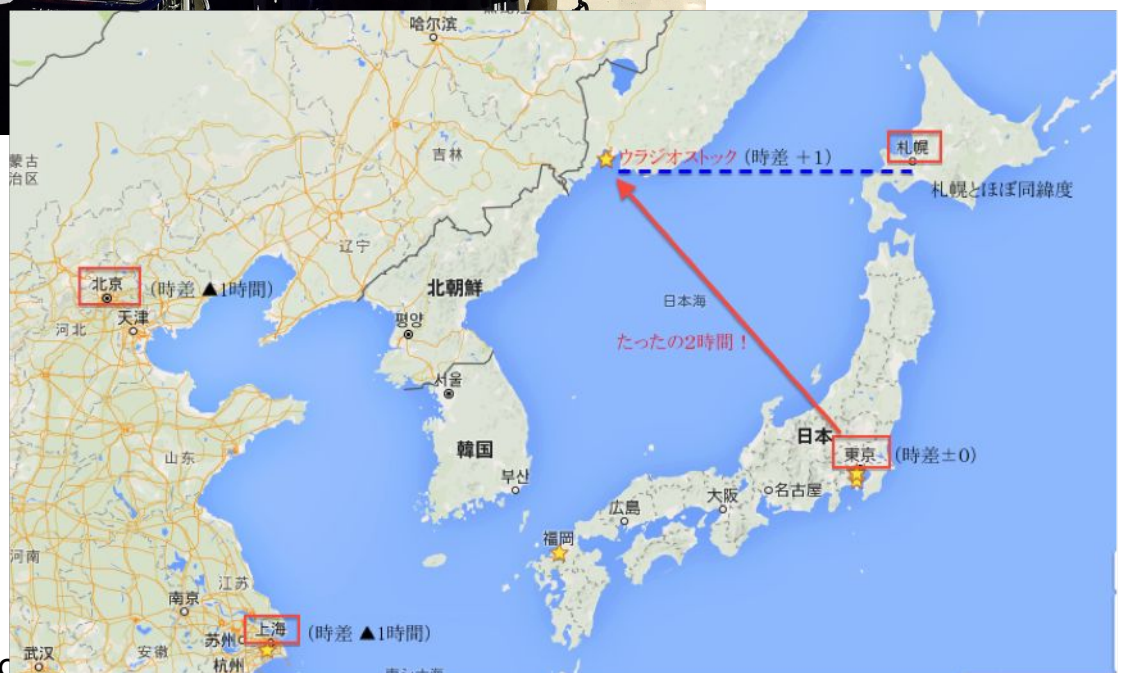 哈尔滨
蒙古
治区
吉林
ウラジオストック (時差 +1)
札幌
札幌とほぼ同緯度
辽宁
北京
(時差 ▲1時間)
天津
河北
北朝鮮
평양
日本海
たったの2時間！
서울
韓国
부산
山东
日本
東京
(時差±0)
名古屋
大阪
広島
福岡
河南
江苏
南京
上海
(時差 ▲1時間)
苏州
武汉
安徽
杭州